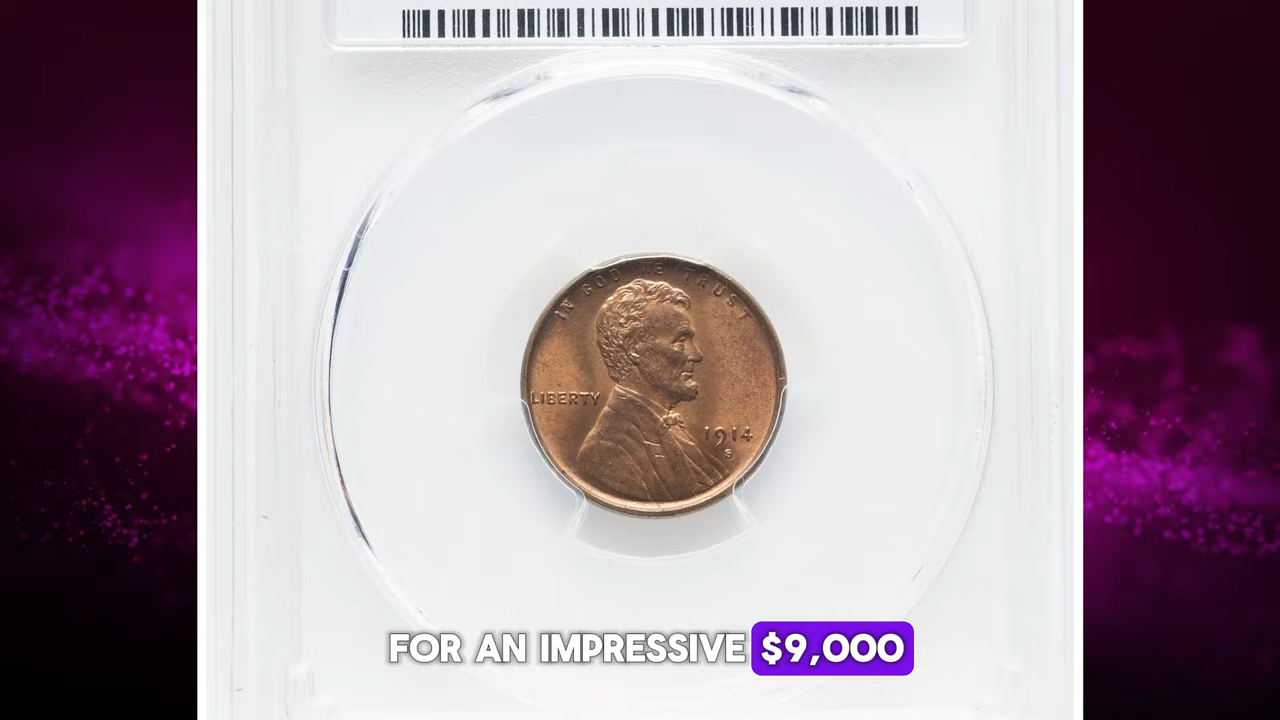 IN GOD WE TRUST
LIBERTY
1914
S
FOR AN IMPRESSIVE $9,000